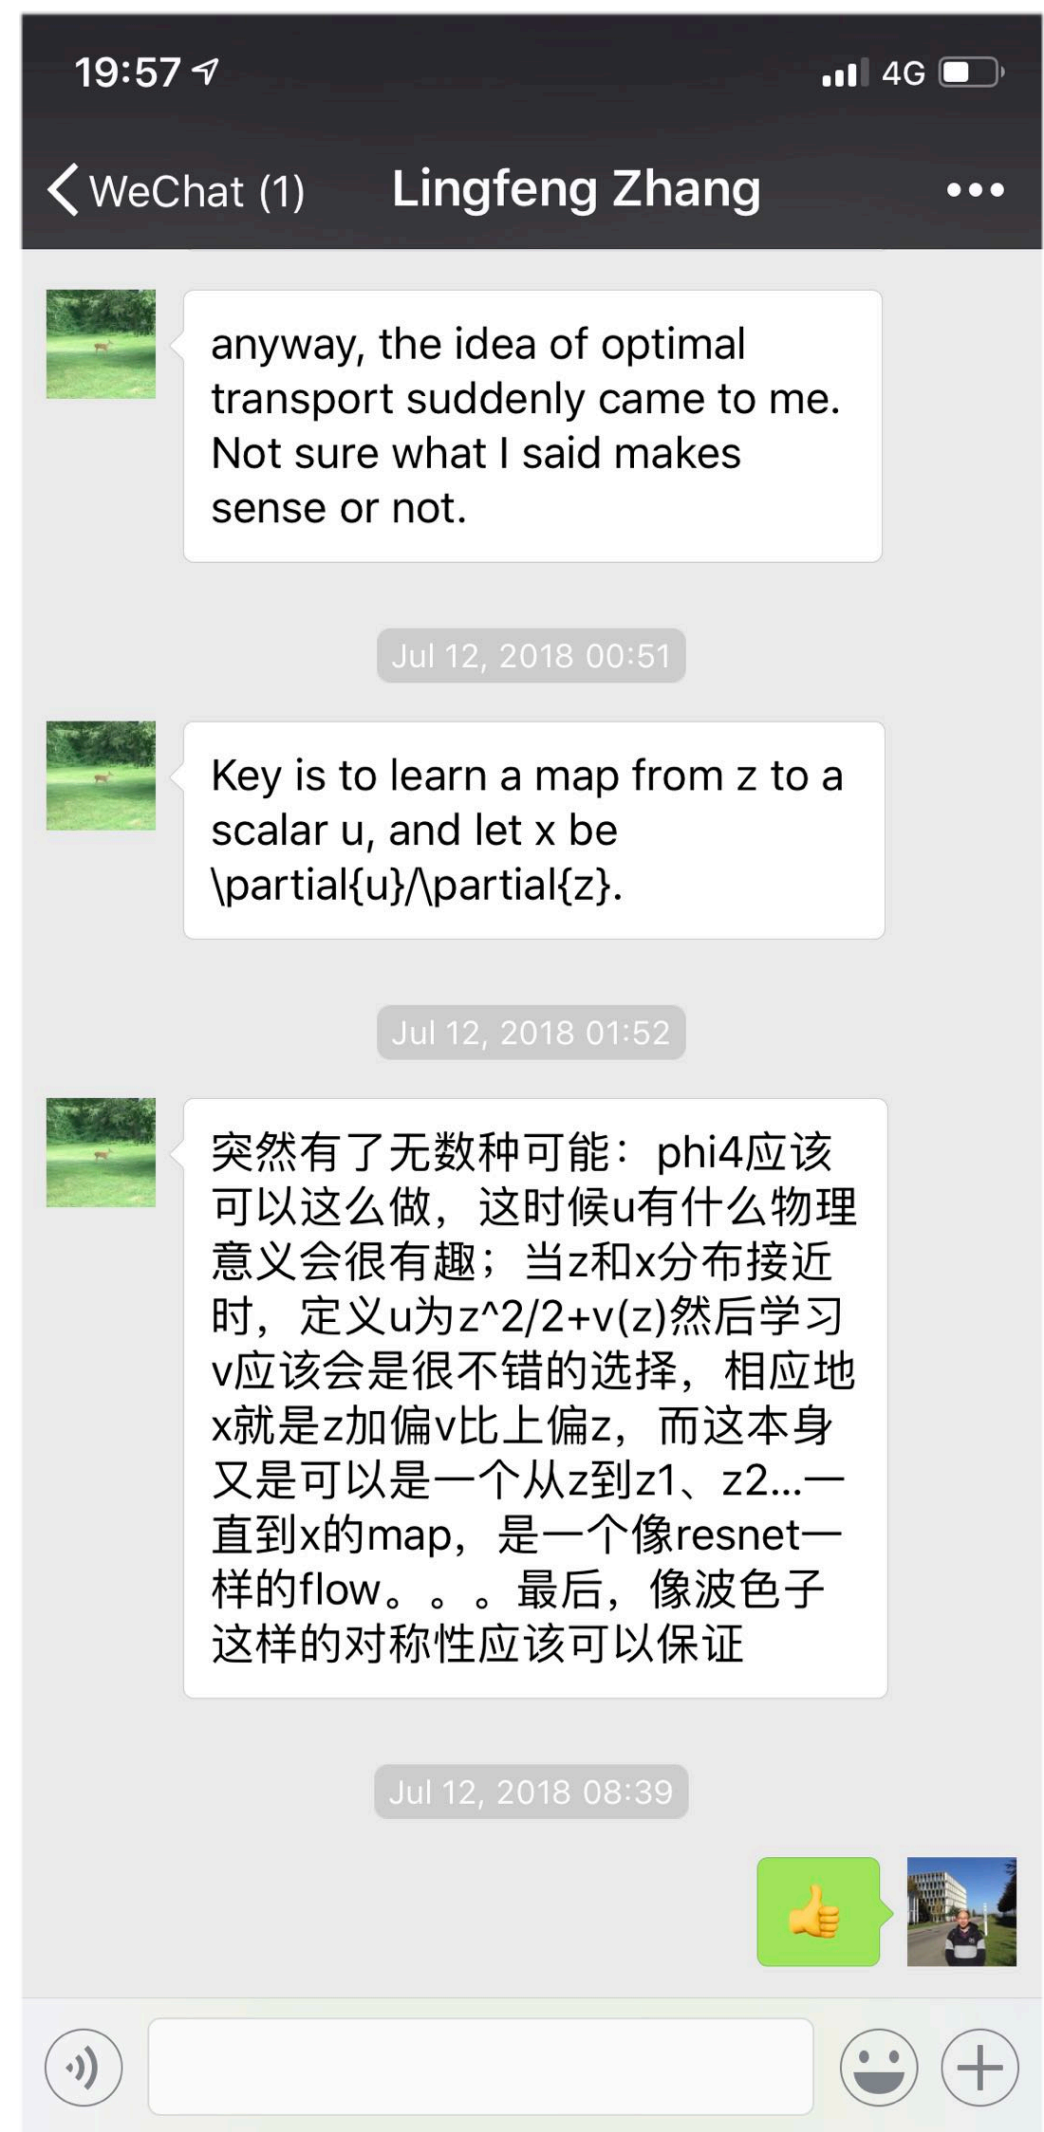 19:57
4G
WeChat (1)
Lingfeng Zhang
anyway, the idea of optimal
transport suddenly came to me.
Not sure what I said makes
sense or not.
Jul 12, 2018 00:51
Key is to learn a map from z to a
scalar u, and let x be
\partial{u}/\partial{z}.
Jul 12, 2018 01:52
突然有了无数种可能：phi4应该
可以这么做，这时候u有什么物理
意义会很有趣；当z和x分布接近
时，定义u为z^2/2+v(z)然后学习
v应该会是很不错的选择，相应地
x就是z加偏v比上偏z，而这本身
又是可以是一个从z到z1、z2...一
直到x的map，是一个像resnet一
样的flow。。。最后，像波色子
这样的对称性应该可以保证
Jul 12, 2018 08:39